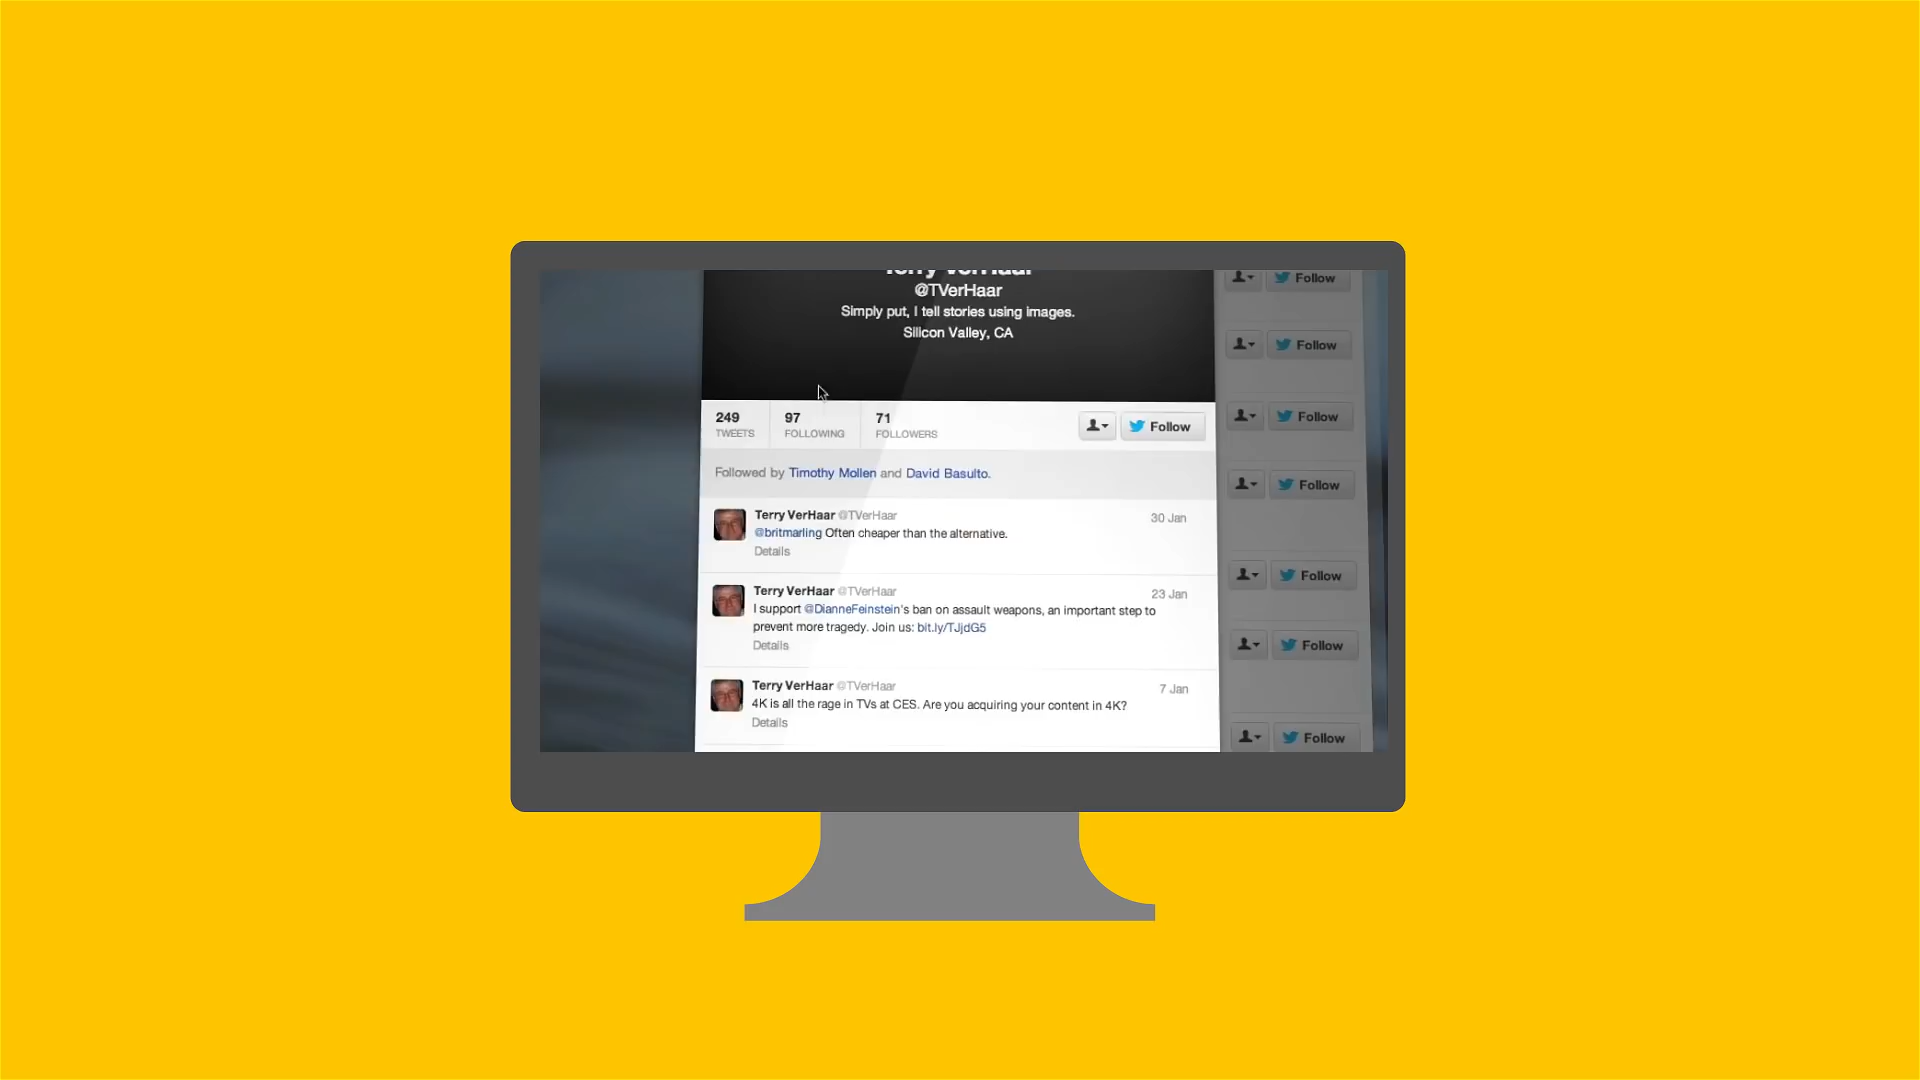 Terry VerHaar
@TVerHaar
Simply put, I tell stories using images.
Silicon Valley, CA
249
TWEETS
97
FOLLOWING
71
FOLLOWERS
Follow
Followed by Timothy Mollen and David Basulto.
Terry VerHaar @TVerHaar
30 Jan
@britmarling Often cheaper than the alternative.
Details
Terry VerHaar @TVerHaar
23 Jan
I support @DianneFeinstein's ban on assault weapons, an important step to
prevent more tragedy. Join us: bit.ly/TJjdG5
Details
Terry VerHaar @TVerHaar
7 Jan
4K is all the rage in TVs at CES. Are you acquiring your content in 4K?
Details
Follow
Follow
Follow
Follow
Follow
Follow
Follow